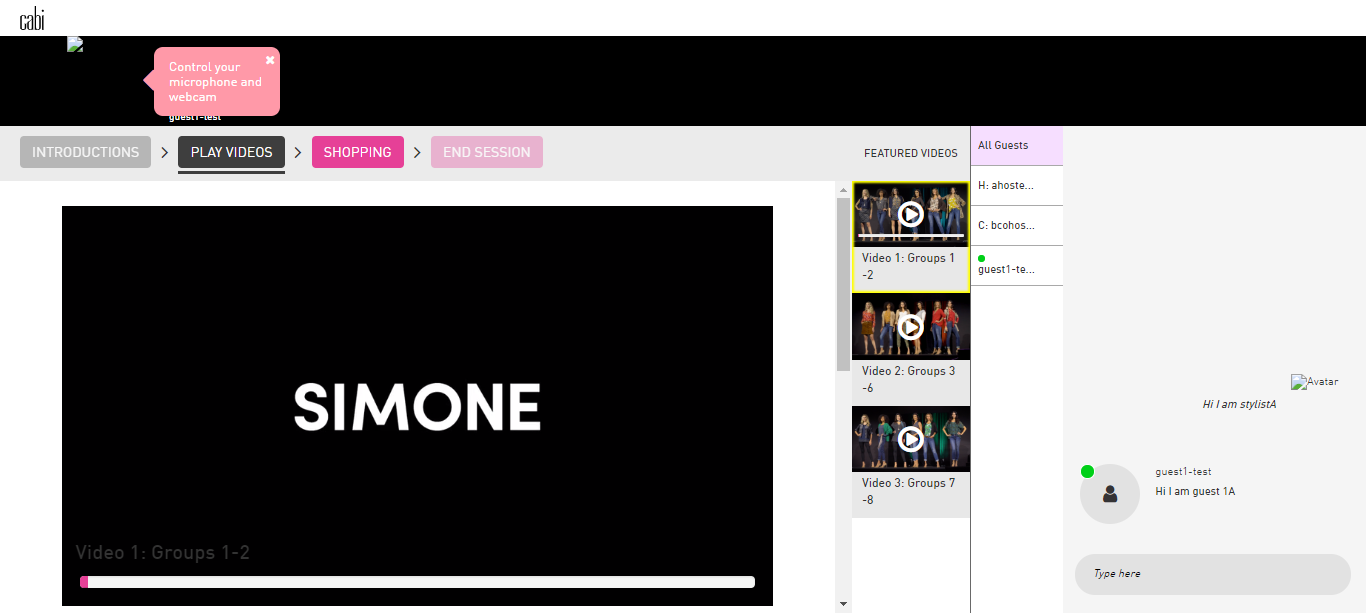 cabi
Control your
microphone and
webcam
guest1-test
INTRODUCTIONS
PLAY VIDEOS
SHOPPING
END SESSION
FEATURED VIDEOS
Video 1: Groups 1
-2
Video 2: Groups 3
-6
Video 3: Groups 7
-8
SIMONE
Video 1: Groups 1-2
All Guests
H: ahoste...
C: bcohos...
guest1-te...
Avatar
Hi I am stylistA
guest1-test
Hi I am guest 1A
Type here